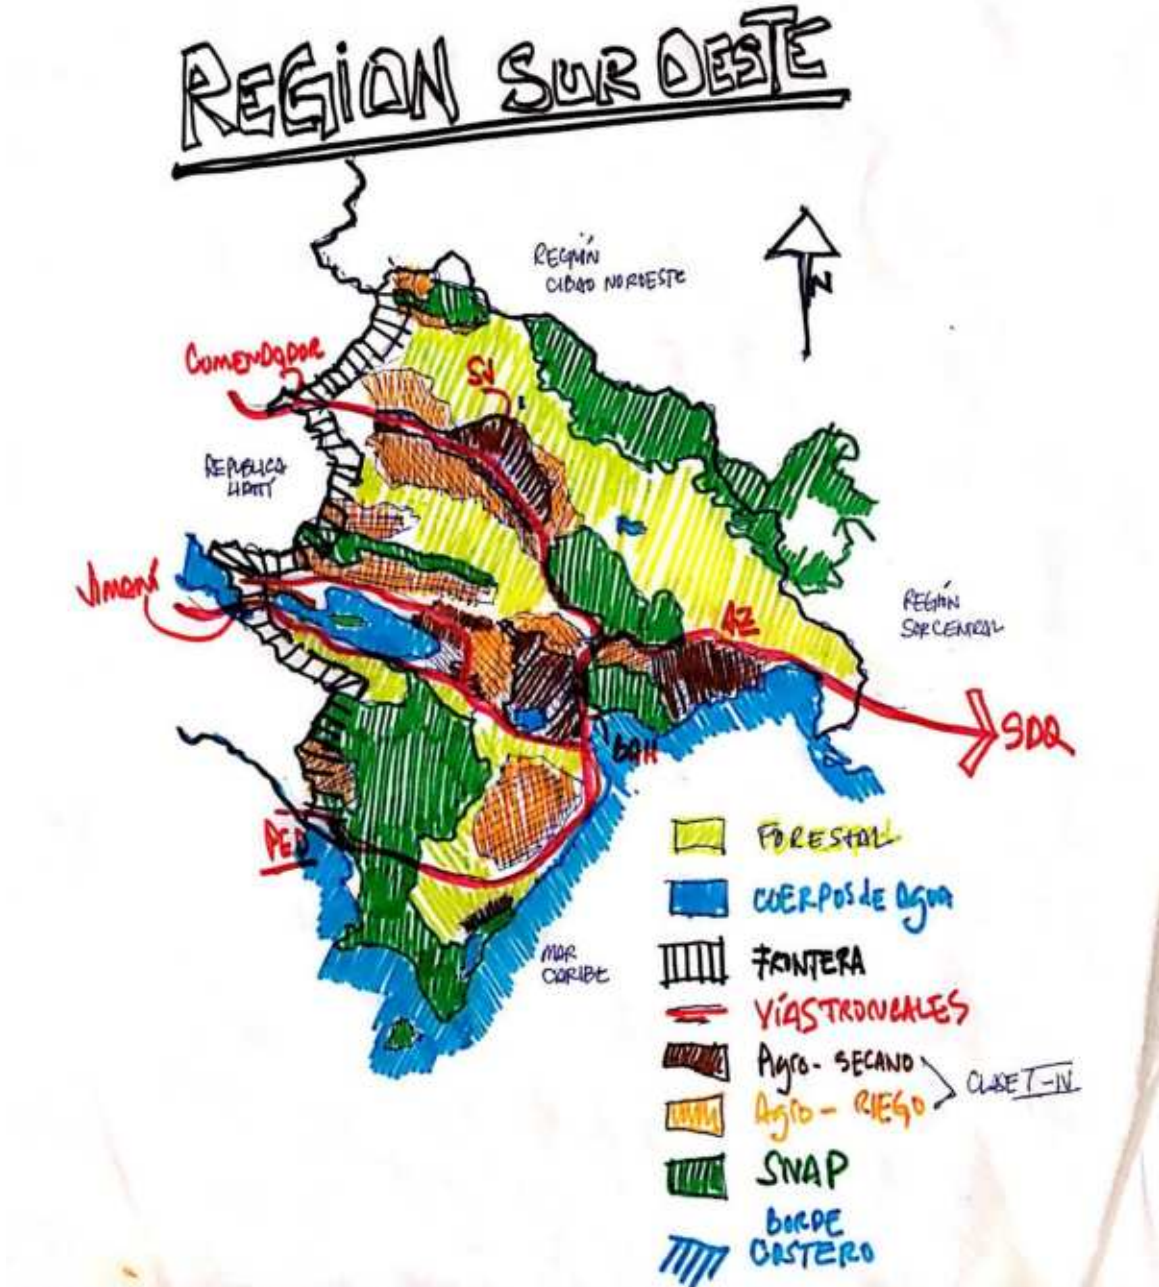 REGION SUR OESTE
REGIÓN
CIBAO NOROESTE
N
COMENDADOR
SJ
REPUBLICA
HAITÍ
JIMANÍ
AZ
REGIÓN
SUR CENTRAL
SDQ
BAH
PED
MAR
CARIBE
FORESTAL
CUERPOS de AGUA
FRONTERA
VÍAS TRONCALES
Agro - SECANO
CLASE I-IV
Agro - RIEGO
SNAP
BORDE
COSTERO